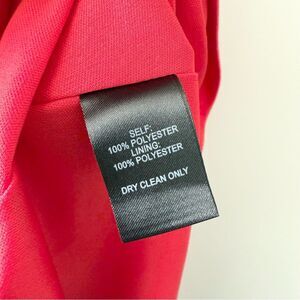 SELF:
100% POLYESTER
LINING:
100% POLYESTER
DRY CLEAN ONLY